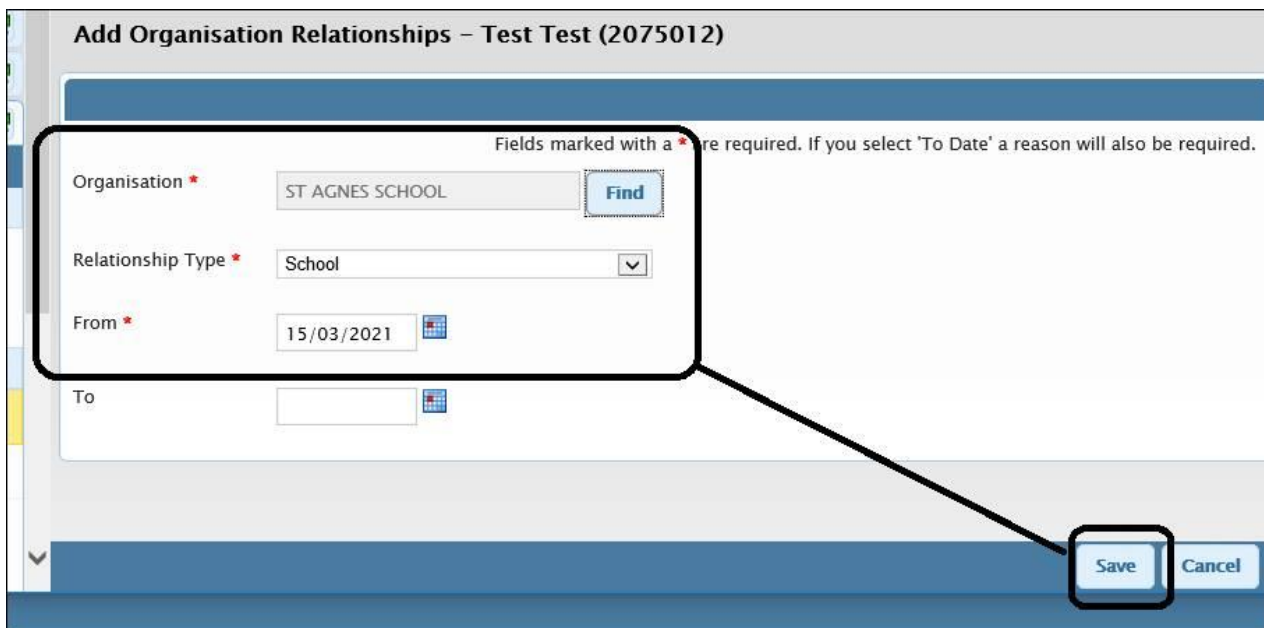 Add Organisation Relationships – Test Test (2075012)
Fields marked with a * are required. If you select 'To Date' a reason will also be required.
Organisation * ST AGNES SCHOOL Find
Relationship Type * School
From * 15/03/2021
To
Save Cancel